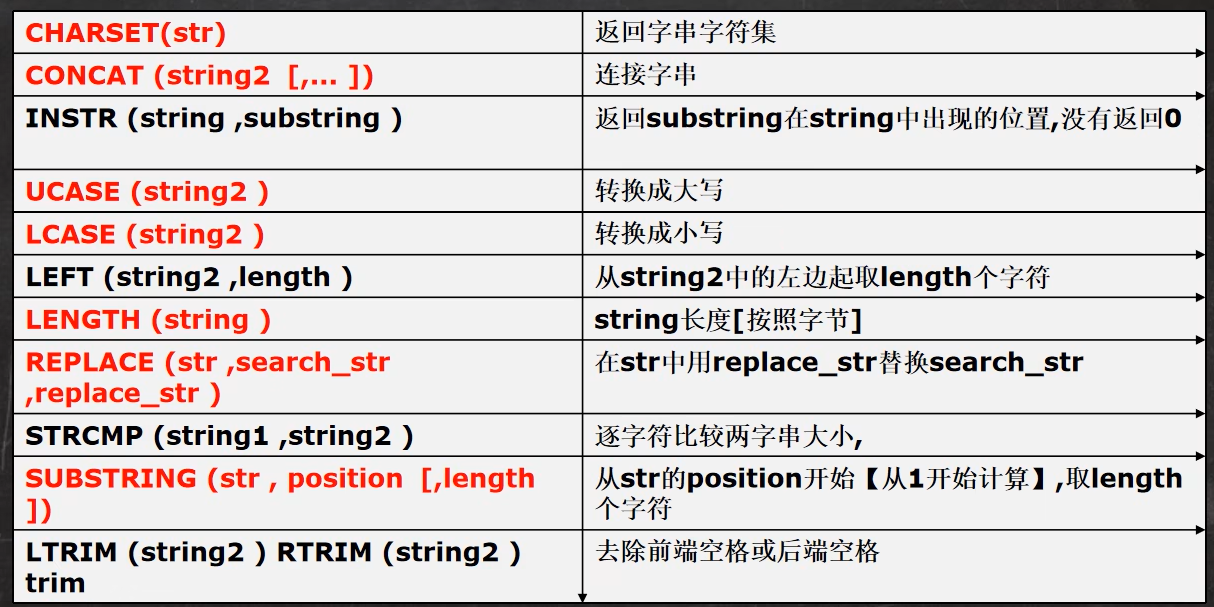 CHARSET(str)
返回字串字符集
CONCAT (string2  [,... ])
连接字串
INSTR (string ,substring )
返回substring在string中出现的位置,没有返回0
UCASE (string2 )
转换成大写
LCASE (string2 )
转换成小写
LEFT (string2 ,length )
从string2中的左边起取length个字符
LENGTH (string )
string长度[按照字节]
REPLACE (str ,search_str
,replace_str )
在str中用replace_str替换search_str
STRCMP (string1 ,string2 )
逐字符比较两字串大小,
SUBSTRING (str , position  [,length
])
从str的position开始【从1开始计算】,取length
个字符
LTRIM (string2 ) RTRIM (string2 )
trim
去除前端空格或后端空格